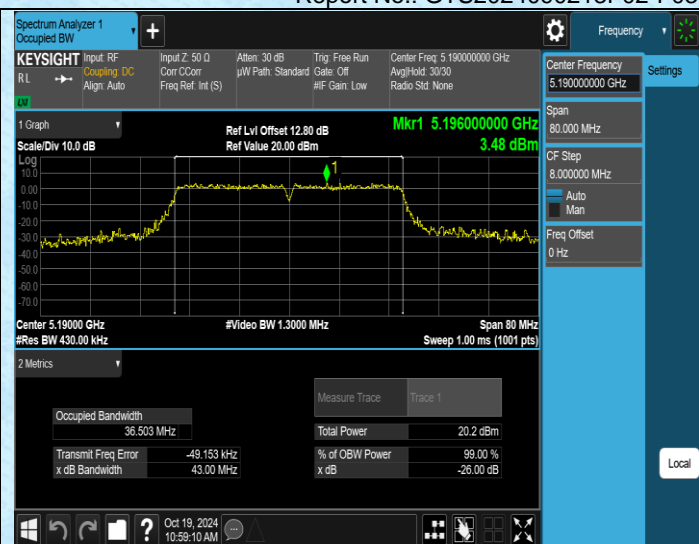 Spectrum Analyzer 1
Occupied BW
+
Frequency
KEYSIGHT
RL
LXI
Input: RF
Coupling: DC
Align: Auto
Input Z: 50 Ω
Corr CCorr
Freq Ref: Int (S)
Atten: 30 dB
µW Path: Standard
Trig: Free Run
Gate: Off
#IF Gain: Low
Center Freq: 5.190000000 GHz
Avg|Hold: 30/30
Radio Std: None
Center Frequency
5.190000000 GHz
Settings
Span
80.000 MHz
CF Step
8.000000 MHz
Auto
Man
Freq Offset
0 Hz
1 Graph
Scale/Div 10.0 dB
Ref Lvl Offset 12.80 dB
Ref Value 20.00 dBm
Mkr1 5.196000000 GHz
3.48 dBm
Log
10.0
0.00
-10.0
-20.0
-30.0
-40.0
-50.0
-60.0
-70.0
1
Center 5.19000 GHz
#Video BW 1.3000 MHz
Span 80 MHz
#Res BW 430.00 kHz
Sweep 1.00 ms (1001 pts)
2 Metrics
Measure Trace
Trace 1
Occupied Bandwidth
36.503 MHz
Total Power
20.2 dBm
Transmit Freq Error
-49.153 kHz
% of OBW Power
99.00 %
x dB Bandwidth
43.00 MHz
x dB
-26.00 dB
Local
?
Oct 19, 2024
10:59:10 AM